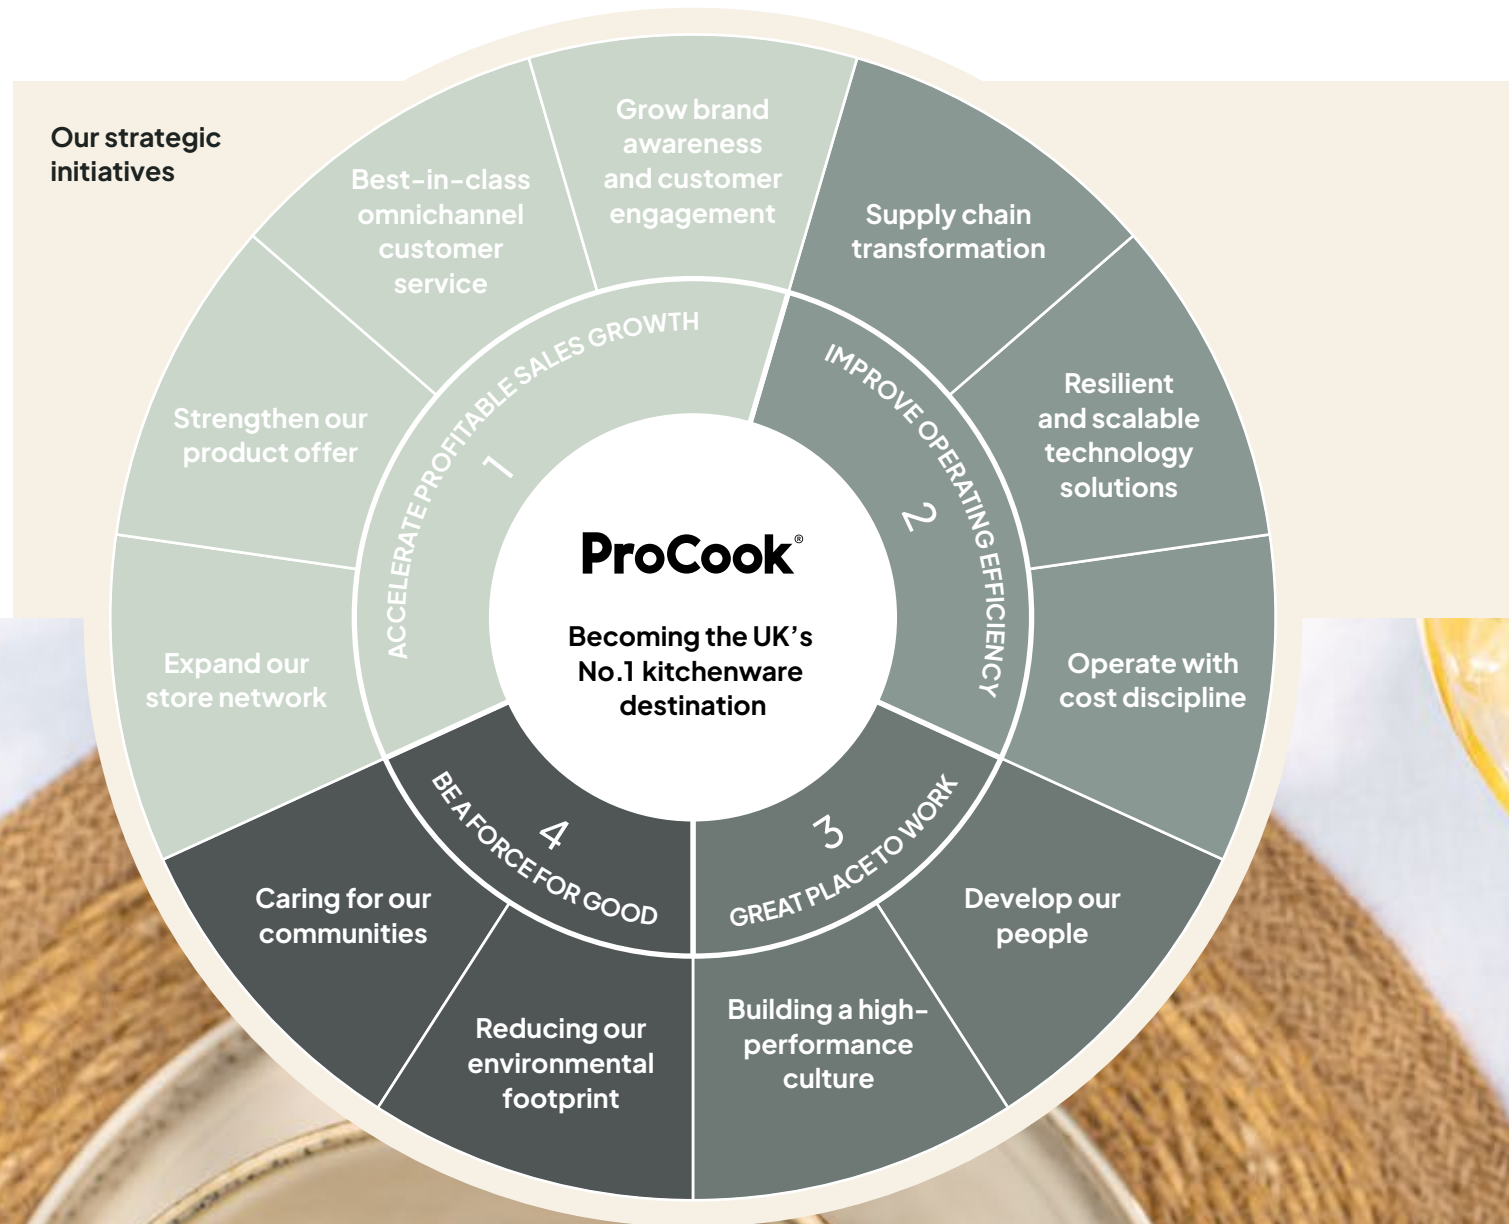 Our strategic
initiatives
Grow brand
awareness
and customer
engagement
Best-in-class
omnichannel
customer
service
Strengthen our
product offer
Expand our
store network
ACCELERATE PROFITABLE SALES GROWTH
1
Supply chain
transformation
Resilient
and scalable
technology
solutions
Operate with
cost discipline
IMPROVE OPERATING EFFICIENCY
2
ProCook®
Becoming the UK's
No.1 kitchenware
destination
Develop our
people
Building a high-
performance
culture
3
GREAT PLACE TO WORK
Caring for our
communities
Reducing our
environmental
footprint
4
BE A FORCE FOR GOOD